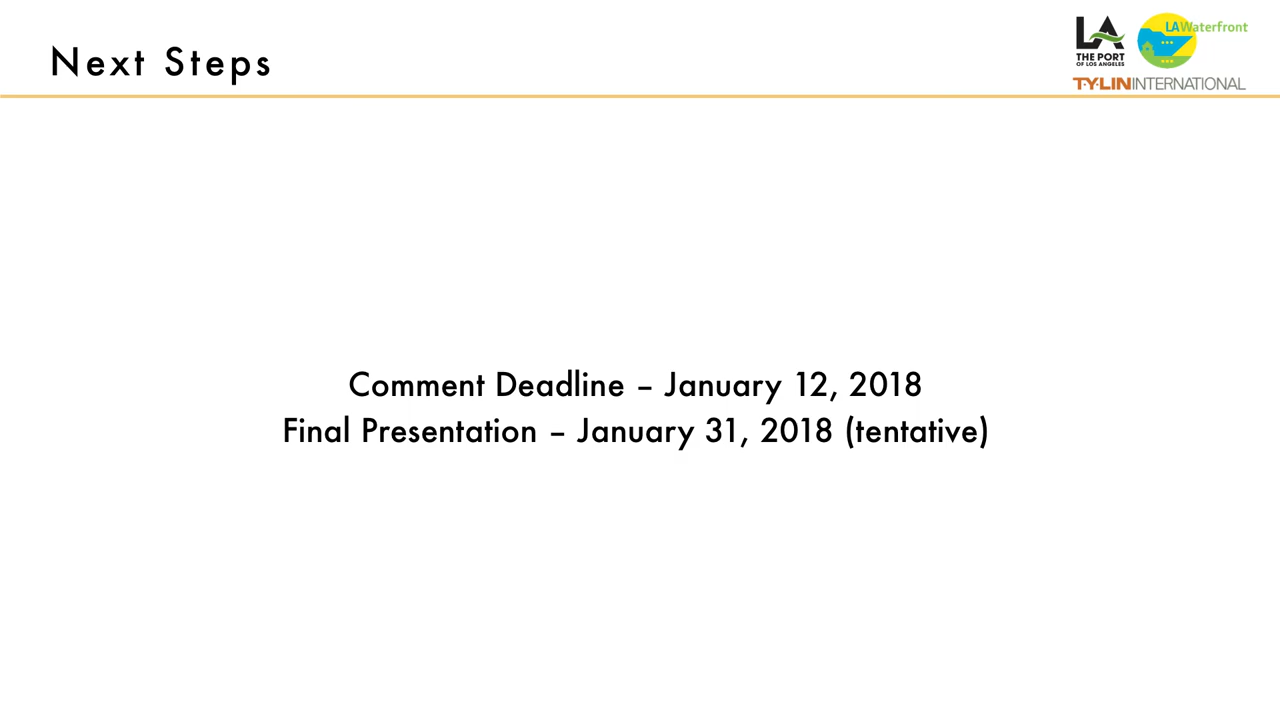 Next Steps
LA
THE PORT
OF LOS ANGELES
LAWaterfront
T·Y·LININTERNATIONAL
Comment Deadline – January 12, 2018
Final Presentation – January 31, 2018 (tentative)